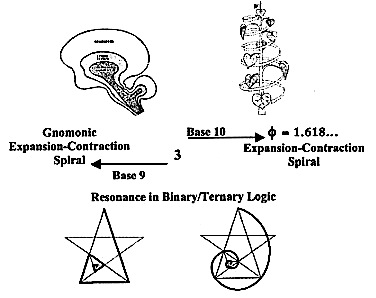 Gnomonic
Expansion-Contraction
Spiral
Base 10
ϕ = 1.618...
Expansion-Contraction
Spiral
3
Base 9
Resonance in Binary/Ternary Logic